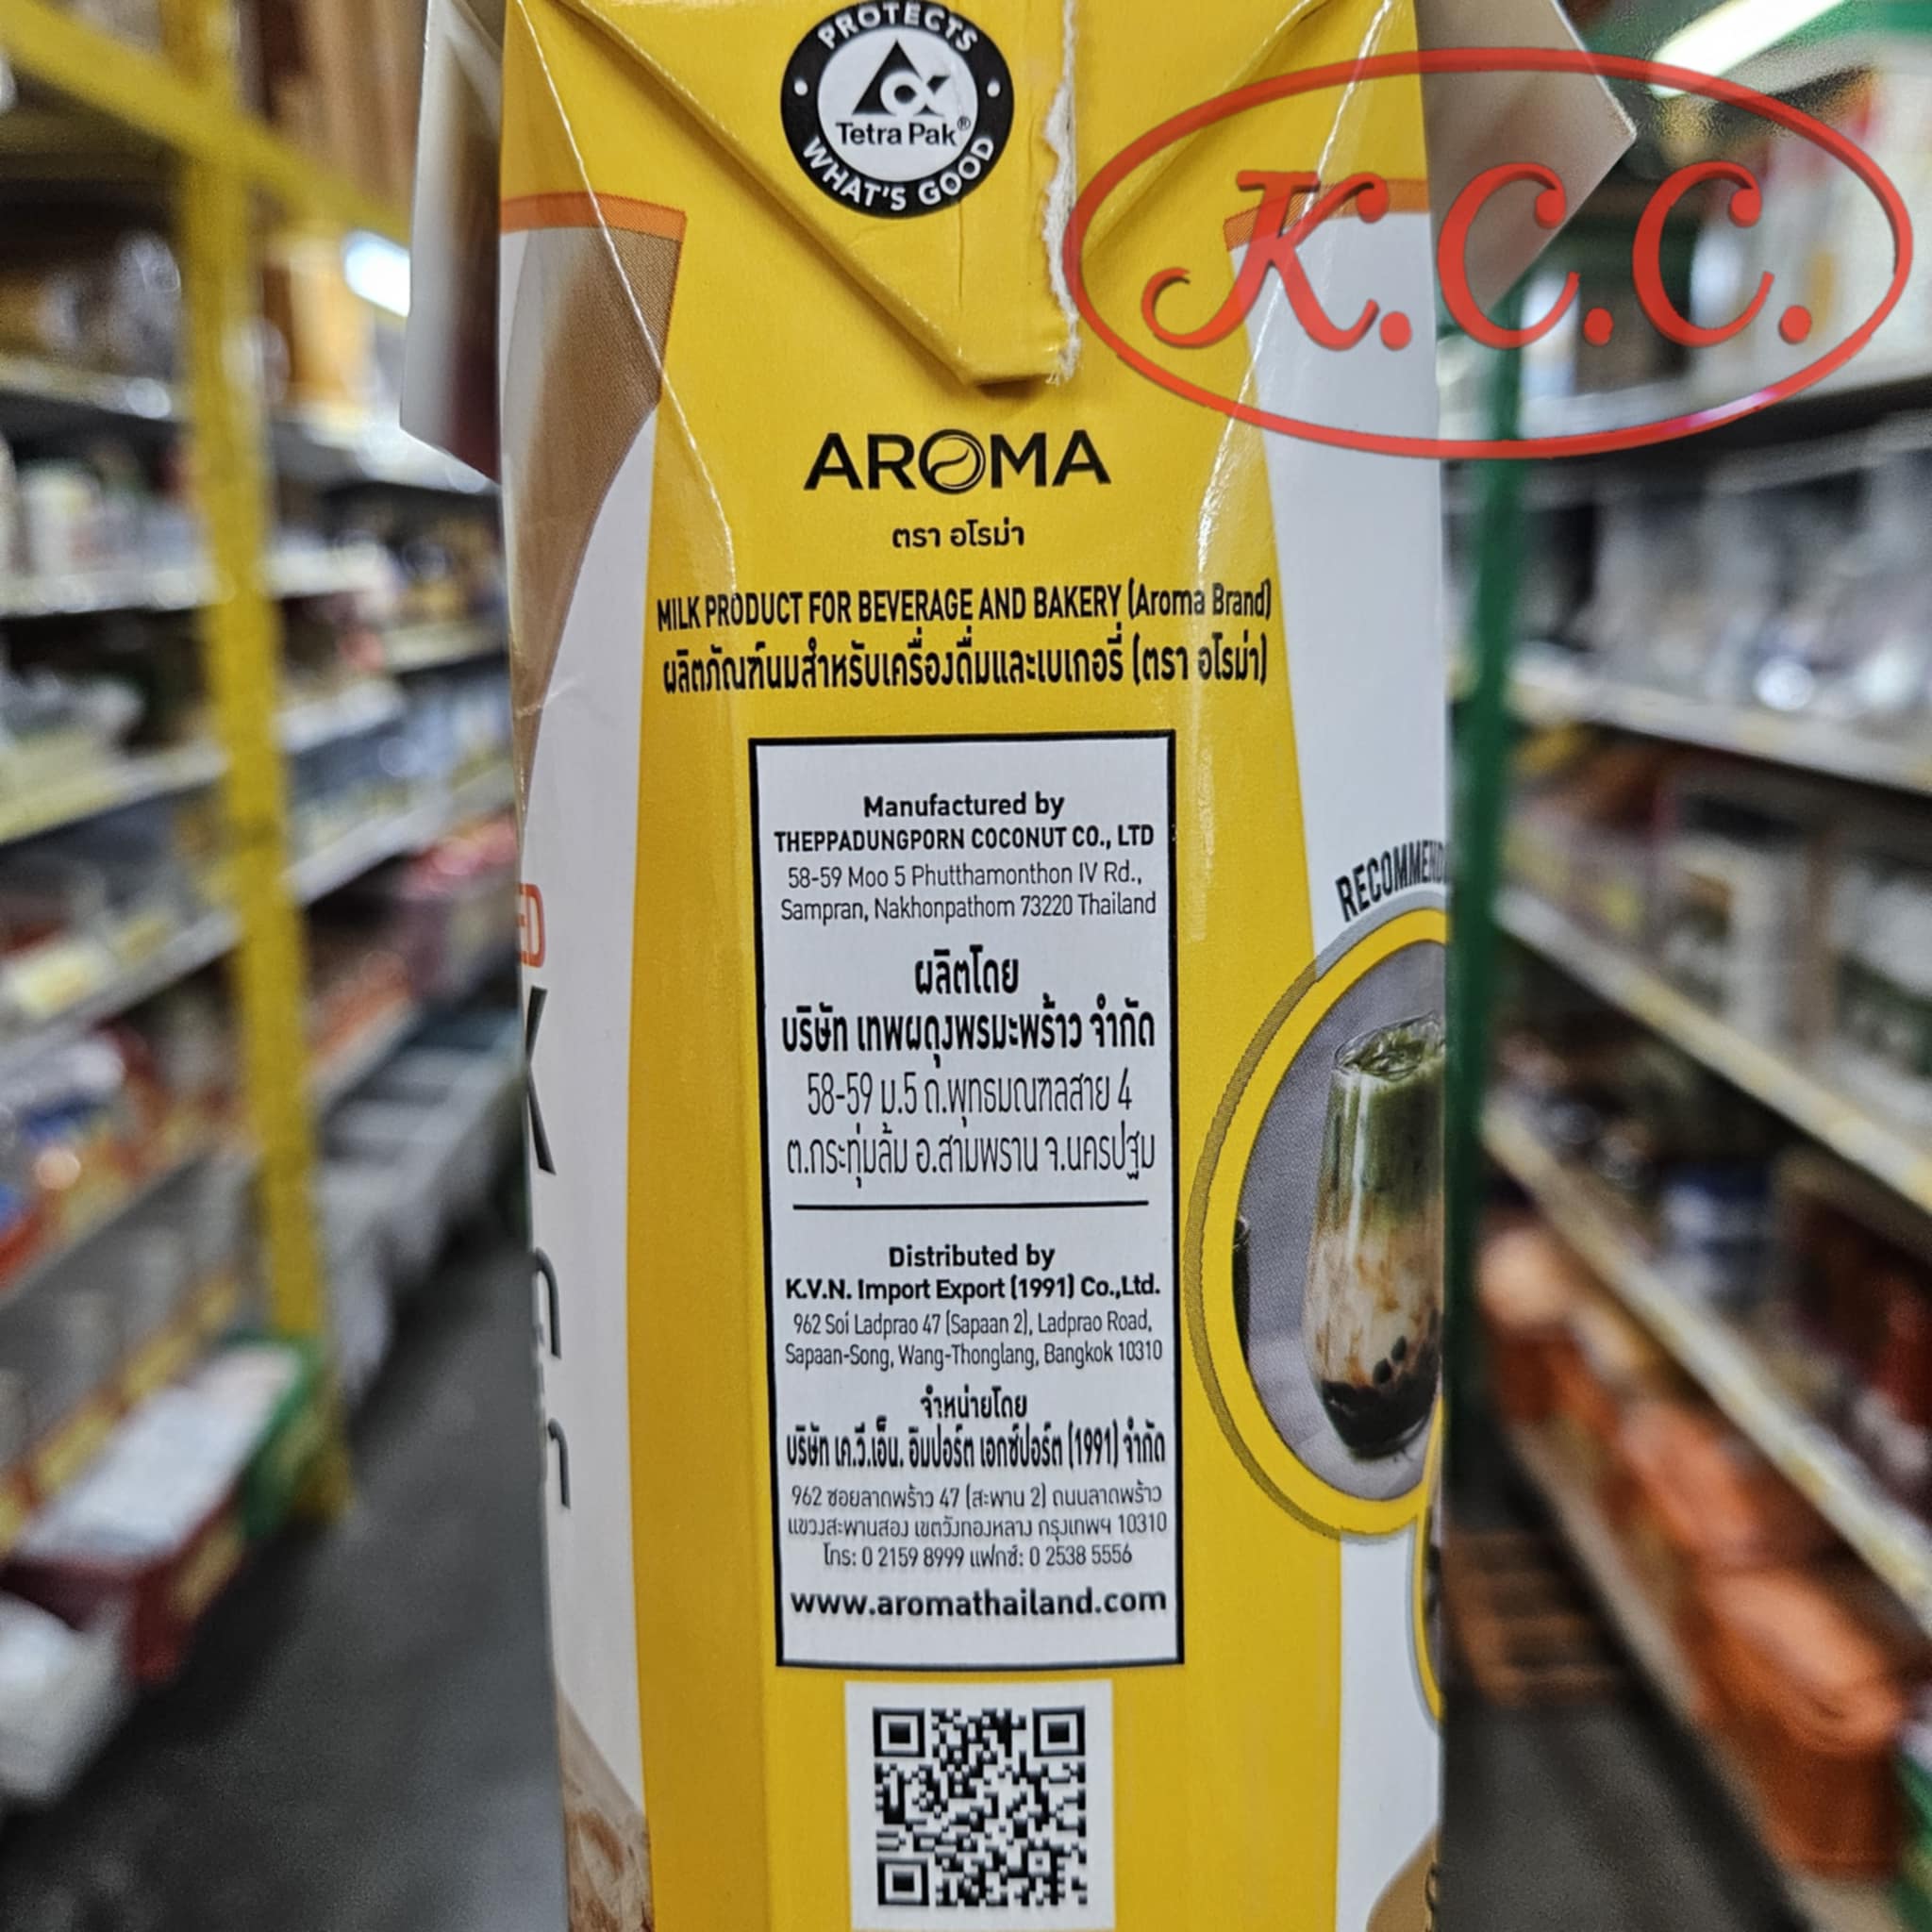 PROTECTS
Tetra Pak®
WHAT'S GOOD
K.C.C.
AROMA
ตรา อโรม่า
MILK PRODUCT FOR BEVERAGE AND BAKERY (Aroma Brand)
ผลิตภัณฑ์นมสำหรับเครื่องดื่มและเบเกอรี่ (ตรา อโรม่า)
Manufactured by
THEPPADUNGPORN COCONUT CO., LTD
58-59 Moo 5 Phutthamonthon IV Rd.,
Sampran, Nakhonpathom 73220 Thailand
ผลิตโดย
บริษัท เทพผดุงพรมะพร้าว จำกัด
58-59 ม.5 ถ.พุทธมณฑลสาย 4
ต.กระทุ่มล้ม อ.สามพราน จ.นครปฐม
Distributed by
K.V.N. Import Export (1991) Co.,Ltd.
962 Soi Ladprao 47 (Sapaan 2), Ladprao Road,
Sapaan-Song, Wang-Thonglang, Bangkok 10310
จำหน่ายโดย
บริษัท เค.วี.เอ็น. อิมปอร์ต เอกซ์ปอร์ต (1991) จำกัด
962 ซอยลาดพร้าว 47 (สะพาน 2) ถนนลาดพร้าว
แขวงสะพานสอง เขตวังทองหลาง กรุงเทพฯ 10310
โทร: 0 2159 8999 แฟกซ์: 0 2538 5556
www.aromathailand.com